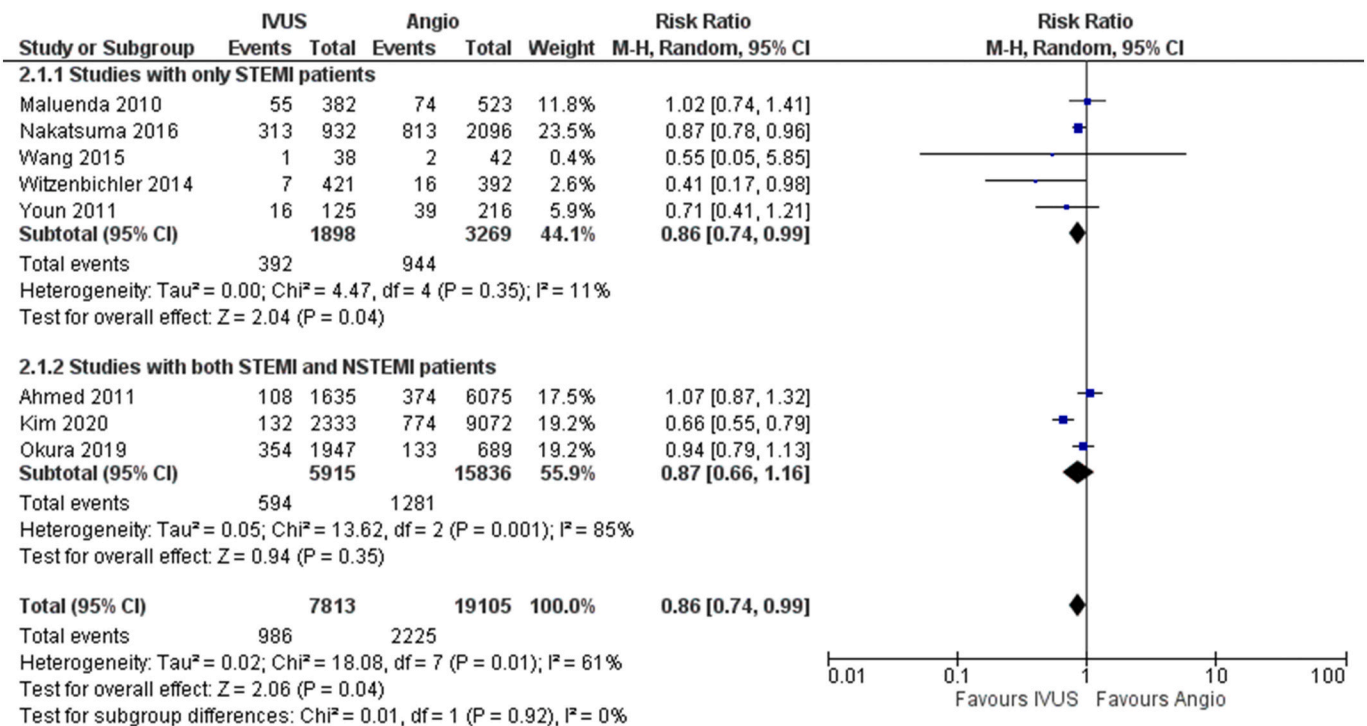 IVUS Angio Risk Ratio Risk Ratio
Study or Subgroup Events Total Events Total Weight M-H, Random, 95% CI M-H, Random, 95% CI
2.1.1 Studies with only STEMI patients
Maluenda 2010 55 382 74 523 11.8% 1.02 [0.74, 1.41]
Nakatsuma 2016 313 932 813 2096 23.5% 0.87 [0.78, 0.96]
Wang 2015 1 38 2 42 0.4% 0.55 [0.05, 5.85]
Witzenbichler 2014 7 421 16 392 2.6% 0.41 [0.17, 0.98]
Youn 2011 16 125 39 216 5.9% 0.71 [0.41, 1.21]
Subtotal (95% CI) 1898 3269 44.1% 0.86 [0.74, 0.99]
Total events 392 944
Heterogeneity: Tau² = 0.00; Chi² = 4.47, df = 4 (P = 0.35); I² = 11%
Test for overall effect: Z = 2.04 (P = 0.04)
2.1.2 Studies with both STEMI and NSTEMI patients
Ahmed 2011 108 1635 374 6075 17.5% 1.07 [0.87, 1.32]
Kim 2020 132 2333 774 9072 19.2% 0.66 [0.55, 0.79]
Okura 2019 354 1947 133 689 19.2% 0.94 [0.79, 1.13]
Subtotal (95% CI) 5915 15836 55.9% 0.87 [0.66, 1.16]
Total events 594 1281
Heterogeneity: Tau² = 0.05; Chi² = 13.62, df = 2 (P = 0.001); I² = 85%
Test for overall effect: Z = 0.94 (P = 0.35)
Total (95% CI) 7813 19105 100.0% 0.86 [0.74, 0.99]
Total events 986 2225
Heterogeneity: Tau² = 0.02; Chi² = 18.08, df = 7 (P = 0.01); I² = 61%
Test for overall effect: Z = 2.06 (P = 0.04)
Test for subgroup differences: Chi² = 0.01, df = 1 (P = 0.92), I² = 0%
0.01 0.1 1 10 100
Favours IVUS Favours Angio